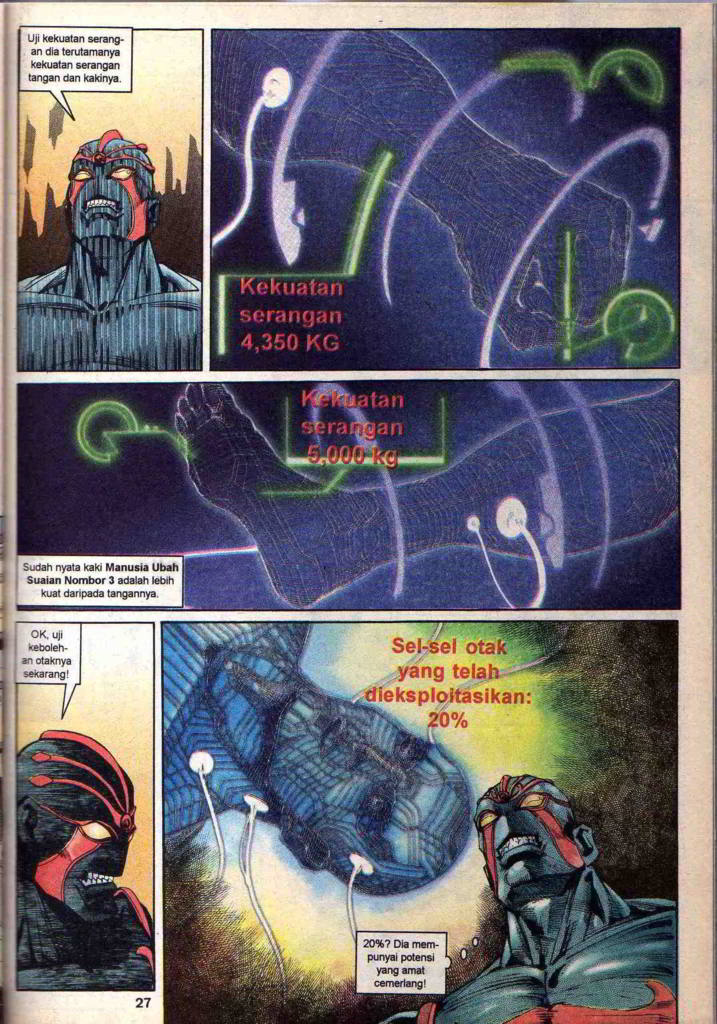 Uji kekuatan serang-
an dia terutamanya
kekuatan serangan
tangan dan kakinya.
Kekuatan
serangan
4,350 KG
Kekuatan
serangan
5,000 kg
Sudah nyata kaki Manusia Ubah
Suaian Nombor 3 adalah lebih
kuat daripada tangannya.
OK, uji
keboleh-
an otaknya
sekarang!
Sel-sel otak
yang telah
dieksploitasikan:
20%
20%? Dia mem-
punyai potensi
yang amat
cemerlang!
27